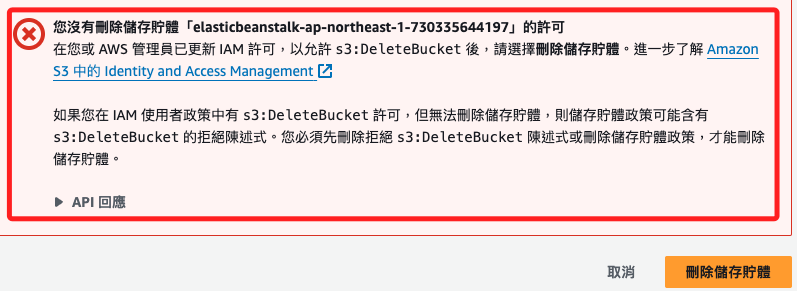 您沒有刪除儲存貯體「elasticbeanstalk-ap-northeast-1-730335644197」的許可
在您或 AWS 管理員已更新 IAM 許可，以允許 s3:DeleteBucket 後，請選擇刪除儲存貯體。進一步了解 Amazon
S3 中的 Identity and Access Management
如果您在 IAM 使用者政策中有 s3:DeleteBucket 許可，但無法刪除儲存貯體，則儲存貯體政策可能含有
s3:DeleteBucket 的拒絕陳述式。您必須先刪除拒絕 s3:DeleteBucket 陳述式或刪除儲存貯體政策，才能刪除
儲存貯體。
API 回應
取消 刪除儲存貯體